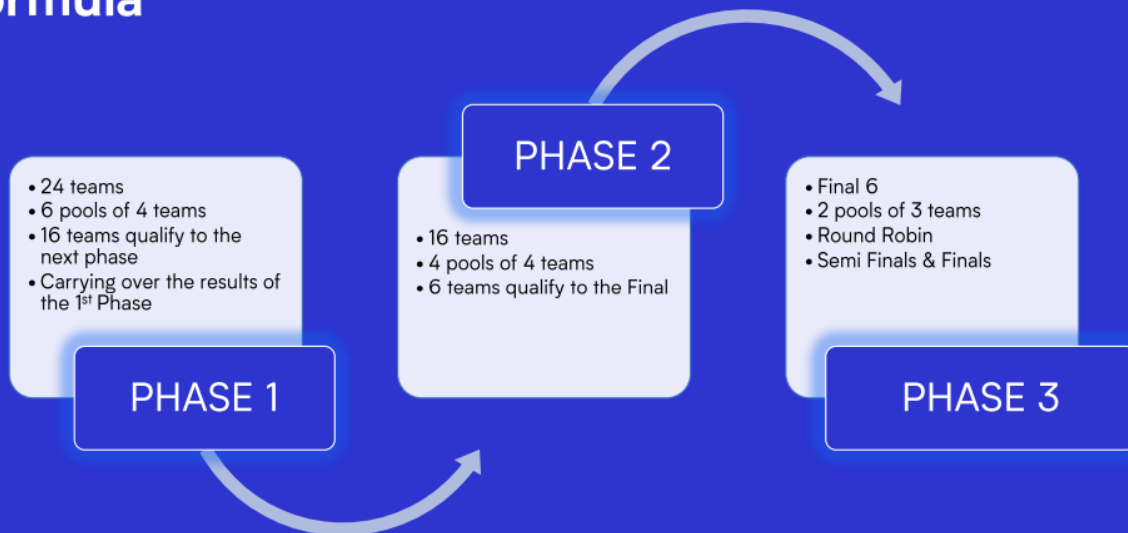 • 24 teams
• 6 pools of 4 teams
• 16 teams qualify to the
next phase
• Carrying over the results of
the 1st Phase
PHASE 1
PHASE 2
• 16 teams
• 4 pools of 4 teams
• 6 teams qualify to the Final
• Final 6
• 2 pools of 3 teams
• Round Robin
• Semi Finals & Finals
PHASE 3